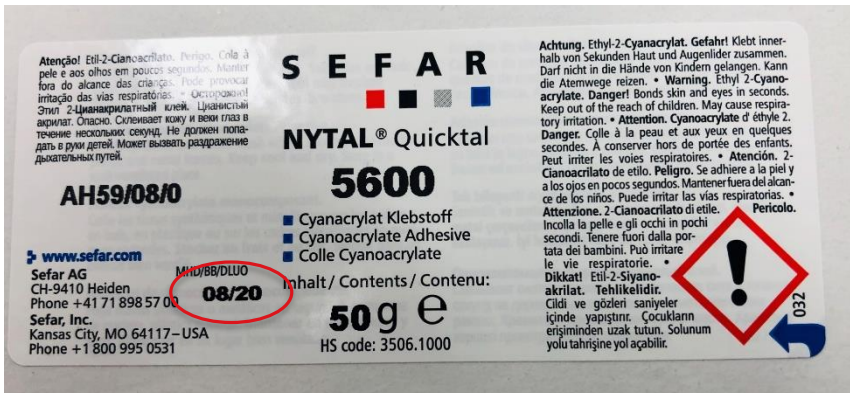 Atenção! Etil-2-Cianoacrilato. Perigo. Cola à
pele e aos olhos em poucos segundos. Manter
fora do alcance das crianças. Pode provocar
irritação das vias respiratórias. • Осторожно!
Этил 2-Цианакрилатный клей. Цианистый
акрилат. Опасно. Склеивает кожу и веки глаз в
течение нескольких секунд. Не должен попа-
дать в руки детей. Может вызвать раздражение
дыхательных путей.
AH59/08/0
www.sefar.com
Sefar AG
CH-9410 Heiden
Phone +41 71 898 57 00
Sefar, Inc.
Kansas City, MO 64117–USA
Phone +1 800 995 0531
MHD/BB/DLUO
08/20
SEFAR
NYTAL® Quicktal
5600
Cyanacrylat Klebstoff
Cyanoacrylate Adhesive
Colle Cyanoacrylate
Inhalt / Contents / Contenu:
50g ℮
HS code: 3506.1000
Achtung. Ethyl-2-Cyanacrylat. Gefahr! Klebt inner-
halb von Sekunden Haut und Augenlider zusammen.
Darf nicht in die Hände von Kindern gelangen. Kann
die Atemwege reizen. • Warning. Ethyl 2-Cyano-
acrylate. Danger! Bonds skin and eyes in seconds.
Keep out of the reach of children. May cause respira-
tory irritation. • Attention. Cyanoacrylate d' éthyle 2.
Danger. Colle à la peau et aux yeux en quelques
secondes. À conserver hors de portée des enfants.
Peut irriter les voies respiratoires. • Atención. 2-
Cianoacrilato de etilo. Peligro. Se adhiere a la piel y
a los ojos en pocos segundos. Mantener fuera del alcan-
ce de los niños. Puede irritar las vías respiratorias. •
Attenzione. 2-Cianoacrilato di etile. Pericolo.
Incolla la pelle e gli occhi in pochi
secondi. Tenere fuori dalla por-
tata dei bambini. Può irritare
le vie respiratorie. •
Dikkat! Etil-2-Siyano-
akrilat. Tehlikelidir.
Cildi ve gözleri saniyeler
içinde yapıştırır. Çocukların
erişiminden uzak tutun. Solunum
yolu tahrişine yol açabilir.
032